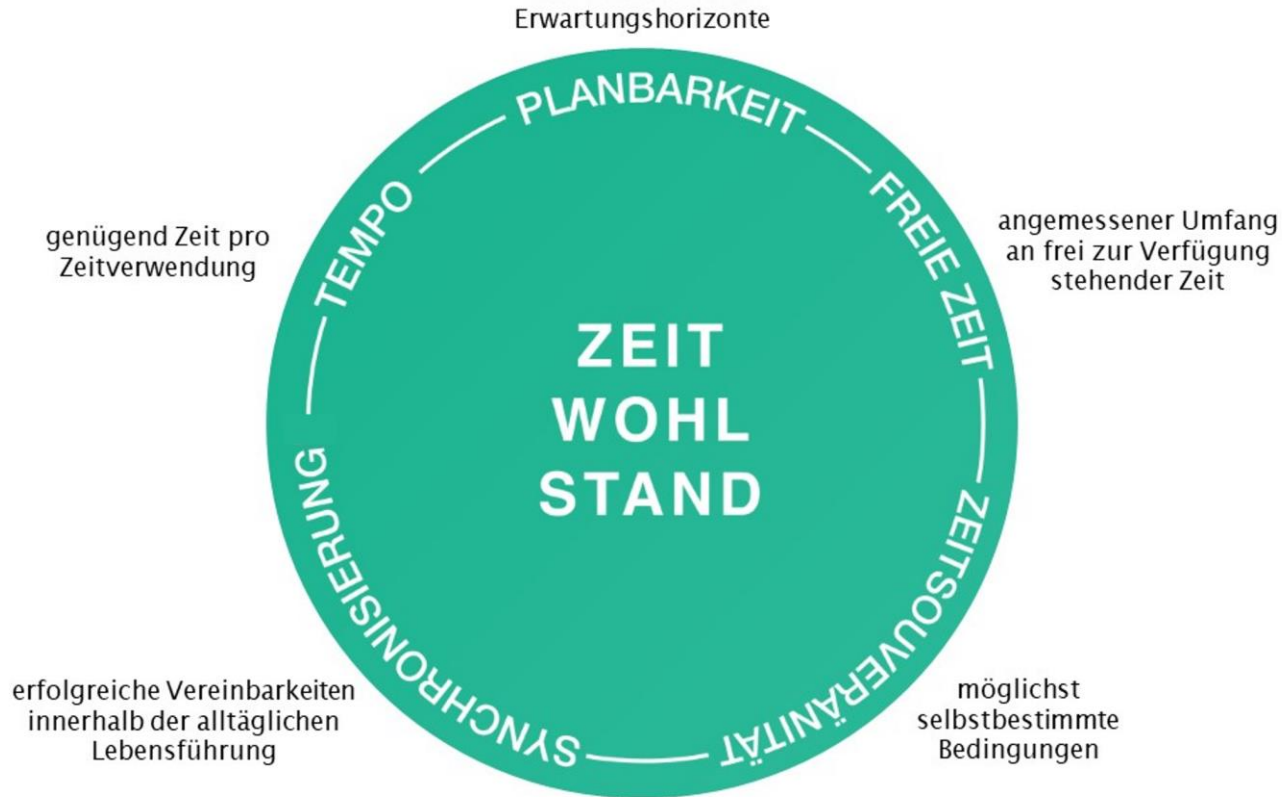 Erwartungshorizonte
PLANBARKEIT
FREIE ZEIT
angemessener Umfang
an frei zur Verfügung
stehender Zeit
ZEITSOUVERÄNITÄT
möglichst
selbstbestimmte
Bedingungen
SYNCHRONISIERUNG
erfolgreiche Vereinbarkeiten
innerhalb der alltäglichen
Lebensführung
TEMPO
genügend Zeit pro
Zeitverwendung
ZEIT
WOHL
STAND